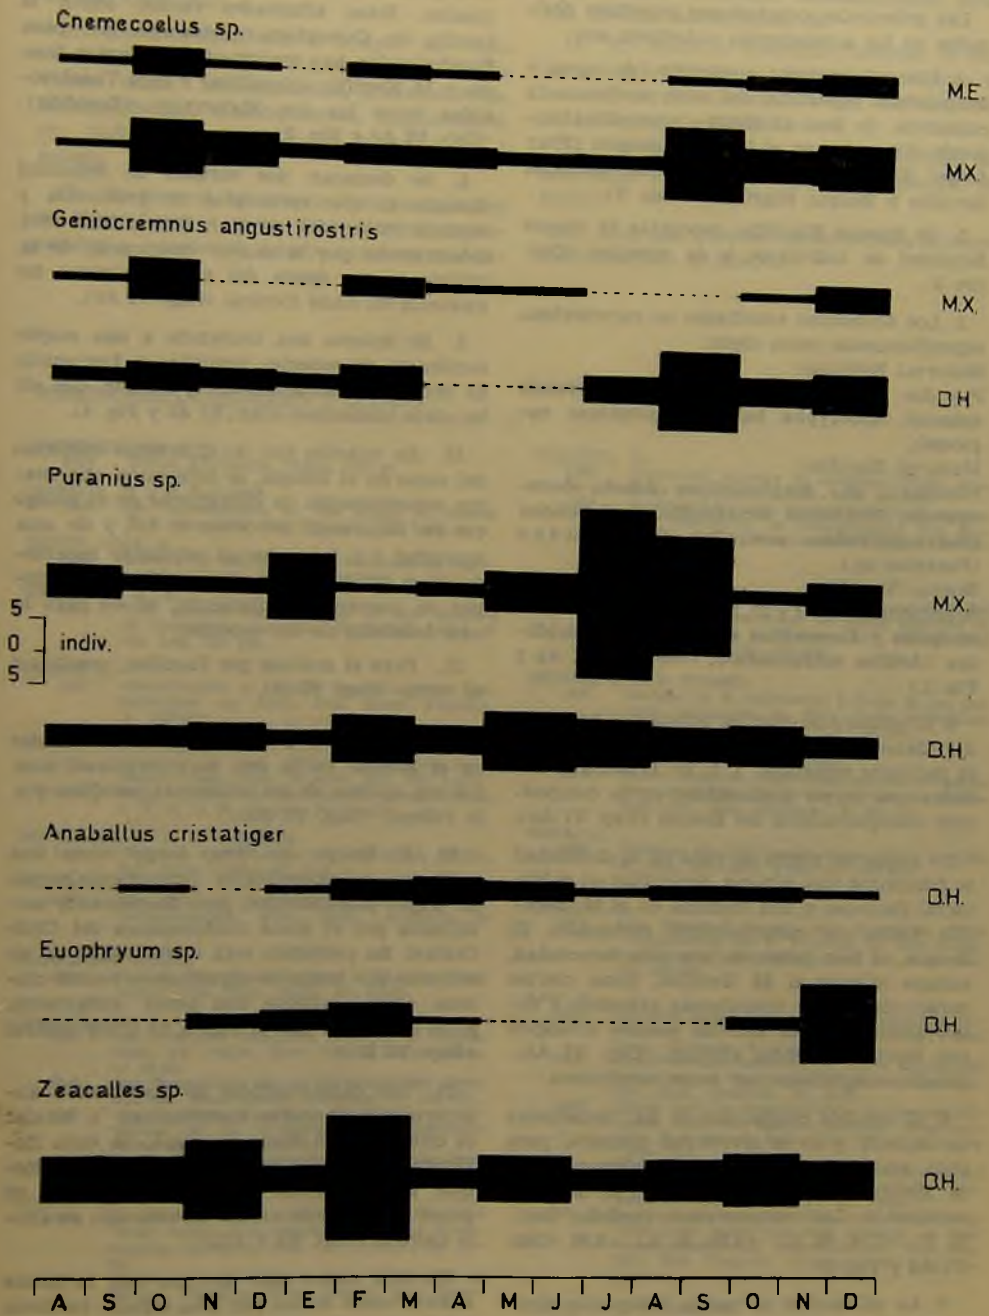 Cnemecoelus sp.
M.E.
M.X.
Geniocremnus angustirostris
M.X.
B.H.
Puranius sp.
M.X.
5
0 indiv.
5
B.H.
Anaballus cristatiger
B.H.
Euophryum sp.
B.H.
Zeacalles sp.
B.H.
A S O N D E F M A M J J A S O N D